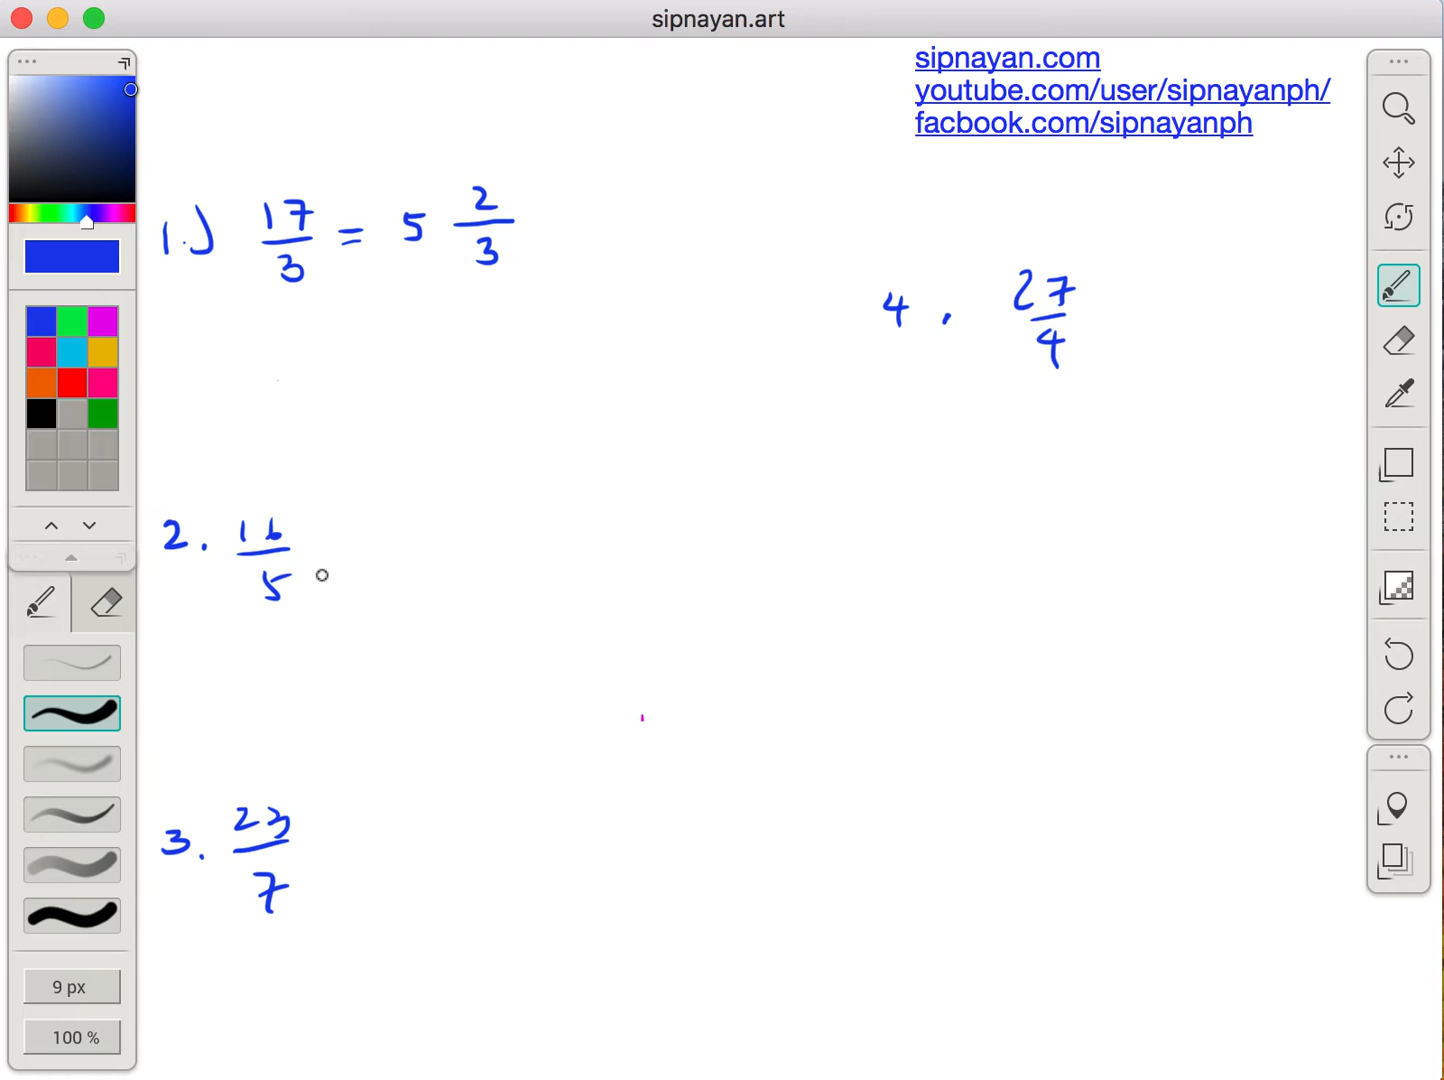 sipnayan.art
sipnayan.com
youtube.com/user/sipnayanph/
facbook.com/sipnayanph
1.) 17/3 = 5 2/3
4. 27/4
2. 16/5
3. 23/7
9 px
100 %